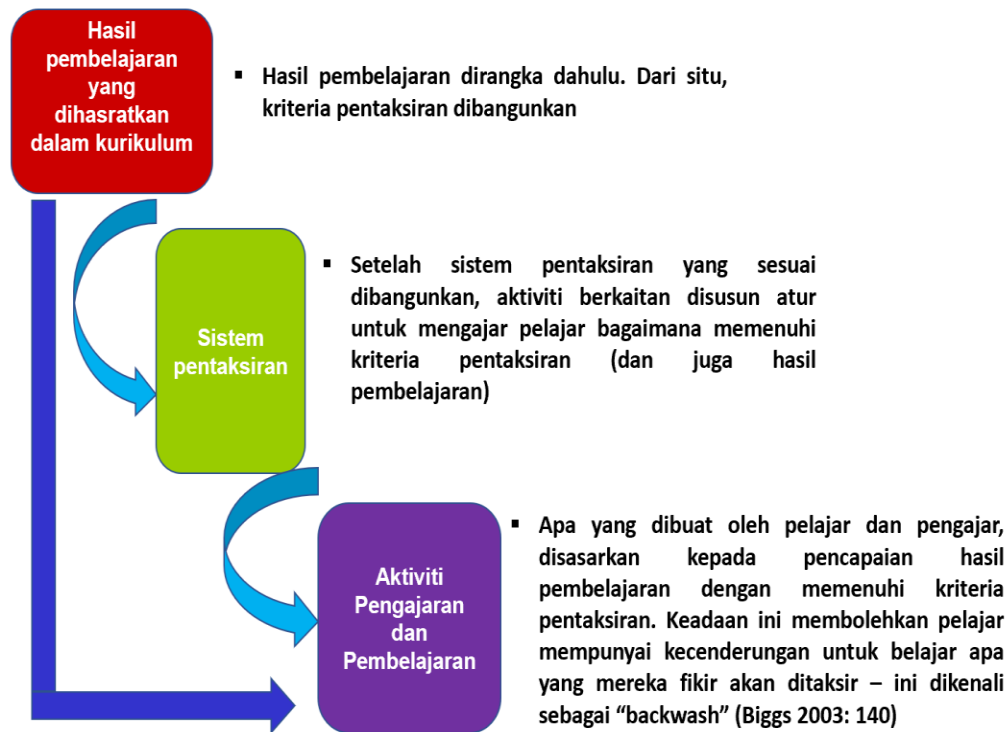 Hasil
pembelajaran
yang
dihasratkan
dalam kurikulum
▪ Hasil pembelajaran dirangka dahulu. Dari situ,
kriteria pentaksiran dibangunkan
Sistem
pentaksiran
▪ Setelah sistem pentaksiran yang sesuai
dibangunkan, aktiviti berkaitan disusun atur
untuk mengajar pelajar bagaimana memenuhi
kriteria pentaksiran (dan juga hasil
pembelajaran)
Aktiviti
Pengajaran
dan
Pembelajaran
▪ Apa yang dibuat oleh pelajar dan pengajar,
disasarkan kepada pencapaian hasil
pembelajaran dengan memenuhi kriteria
pentaksiran. Keadaan ini membolehkan pelajar
mempunyai kecenderungan untuk belajar apa
yang mereka fikir akan ditaksir – ini dikenali
sebagai “backwash” (Biggs 2003: 140)